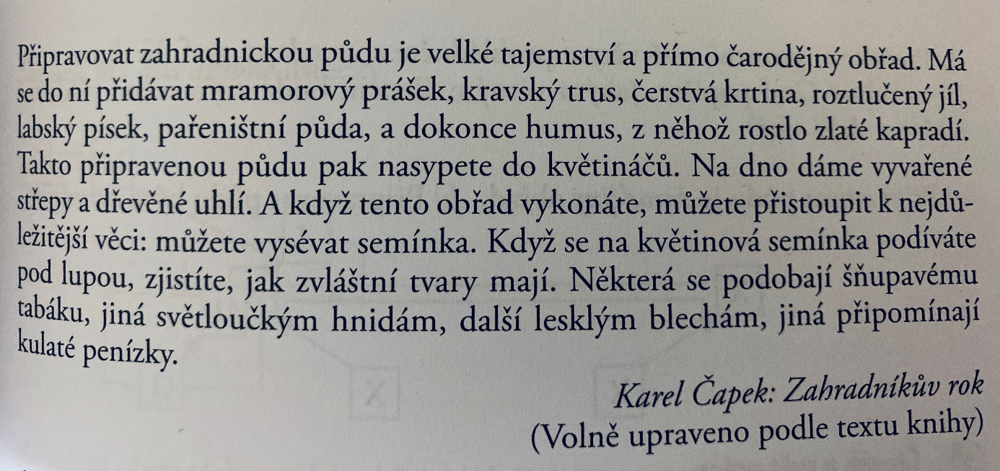 Připravovat zahradnickou půdu je velké tajemství a přímo čarodějný obřad. Má
se do ní přidávat mramorový prášek, kravský trus, čerstvá krtina, roztlučený jíl,
labský písek, pařeništní půda, a dokonce humus, z něhož rostlo zlaté kapradí.
Takto připravenou půdu pak nasypete do květináčů. Na dno dáme vyvařené
střepy a dřevěné uhlí. A když tento obřad vykonáte, můžete přistoupit k nejdů-
ležitější věci: můžete vysévat semínka. Když se na květinová semínka podíváte
pod lupou, zjistíte, jak zvláštní tvary mají. Některá se podobají šňupavému
tabáku, jiná světloučkým hnidám, další lesklým blechám, jiná připomínají
kulaté penízky.
Karel Čapek: Zahradníkův rok
(Volně upraveno podle textu knihy)